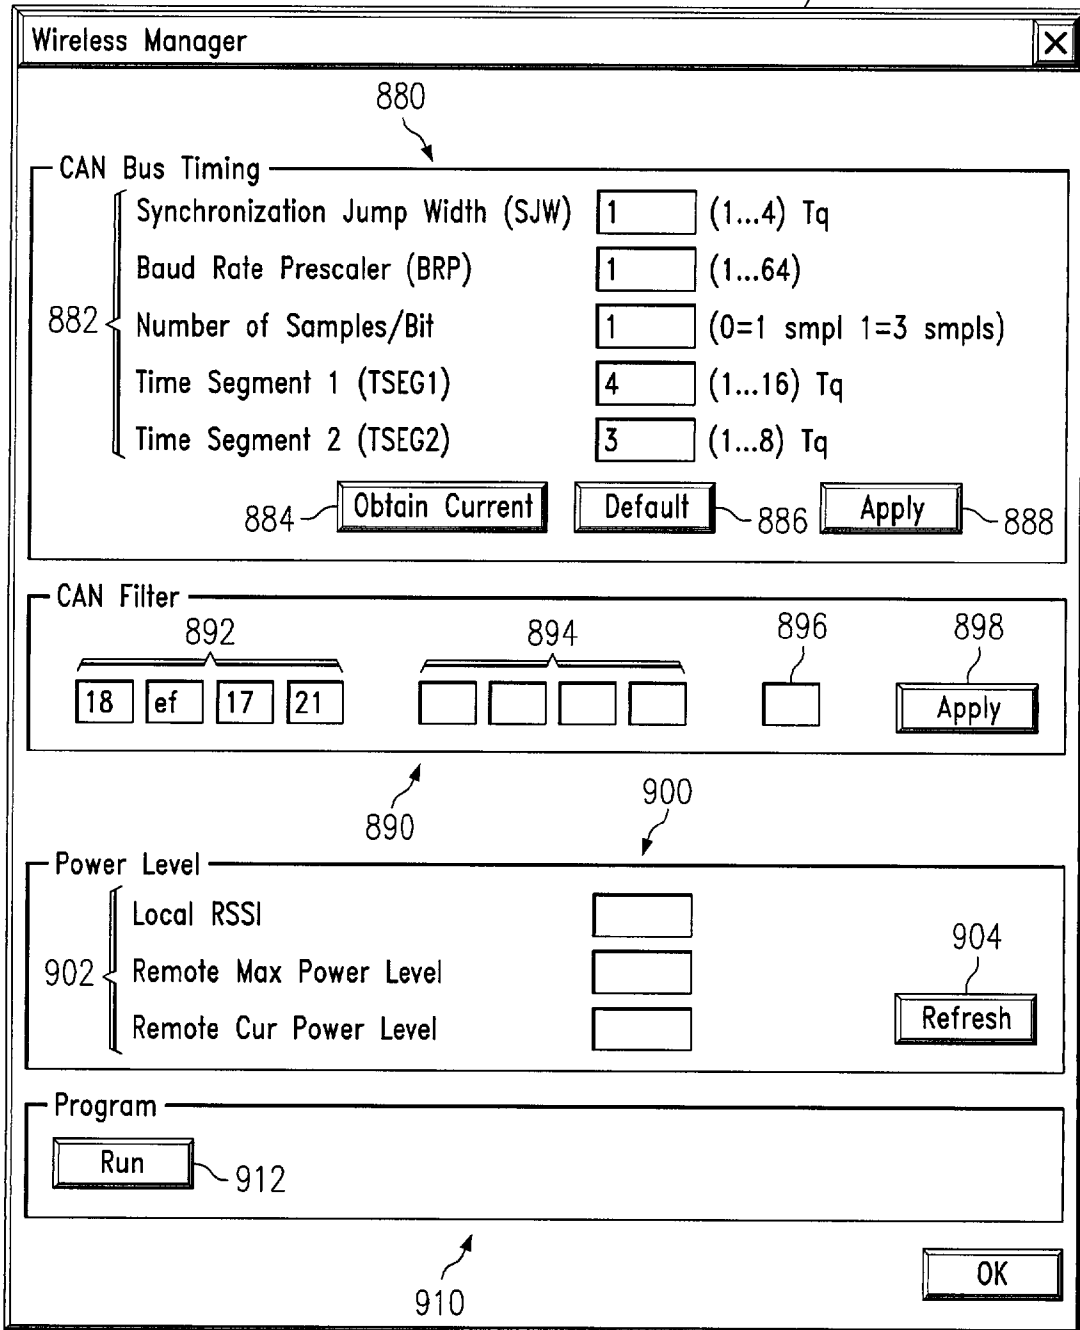 Wireless Manager
880
CAN Bus Timing
Synchronization Jump Width (SJW) 1 (1...4) Tq
Baud Rate Prescaler (BRP) 1 (1...64)
882 Number of Samples/Bit 1 (0=1 smpl 1=3 smpls)
Time Segment 1 (TSEG1) 4 (1...16) Tq
Time Segment 2 (TSEG2) 3 (1...8) Tq
884 Obtain Current Default 886 Apply 888
CAN Filter
892 894 896 898
18 ef 17 21 Apply
890
900
Power Level
Local RSSI
902 Remote Max Power Level 904
Remote Cur Power Level Refresh
Program
Run 912
910
OK